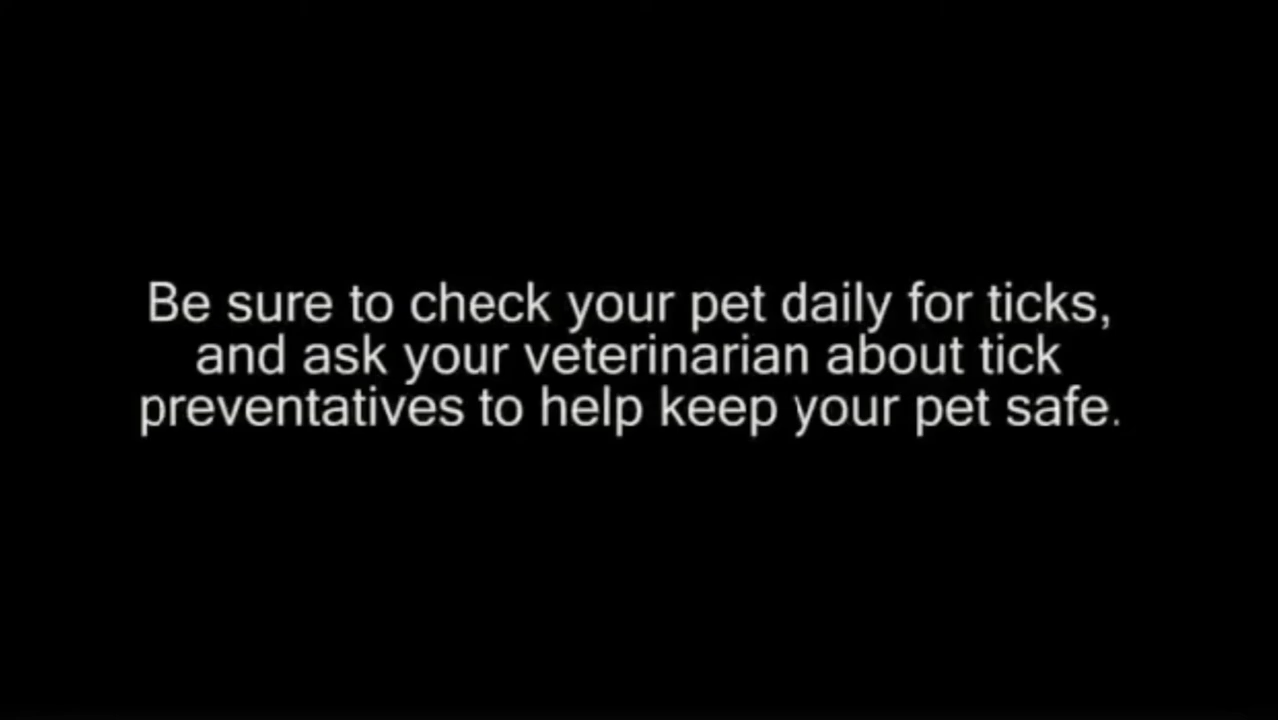 Be sure to check your pet daily for ticks,
and ask your veterinarian about tick
preventatives to help keep your pet safe.